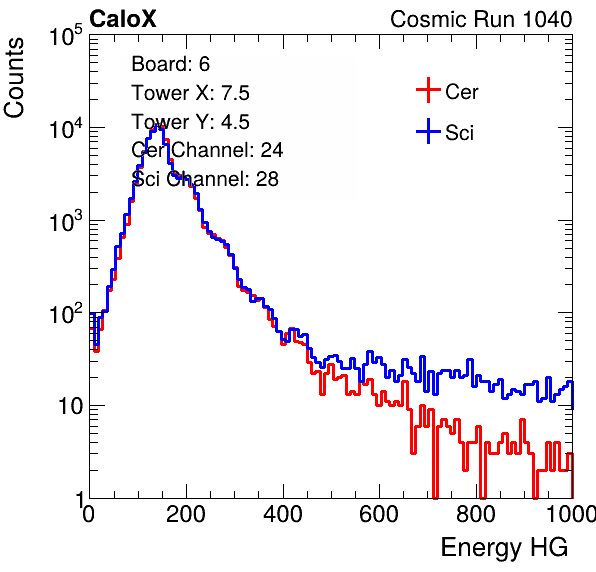 CaloX Cosmic Run 1040
Counts
10^5
10^4
10^3
10^2
10
1
Board: 6
Tower X: 7.5
Tower Y: 4.5
Cer Channel: 24
Sci Channel: 28
Cer
Sci
0 200 400 600 800 1000
Energy HG